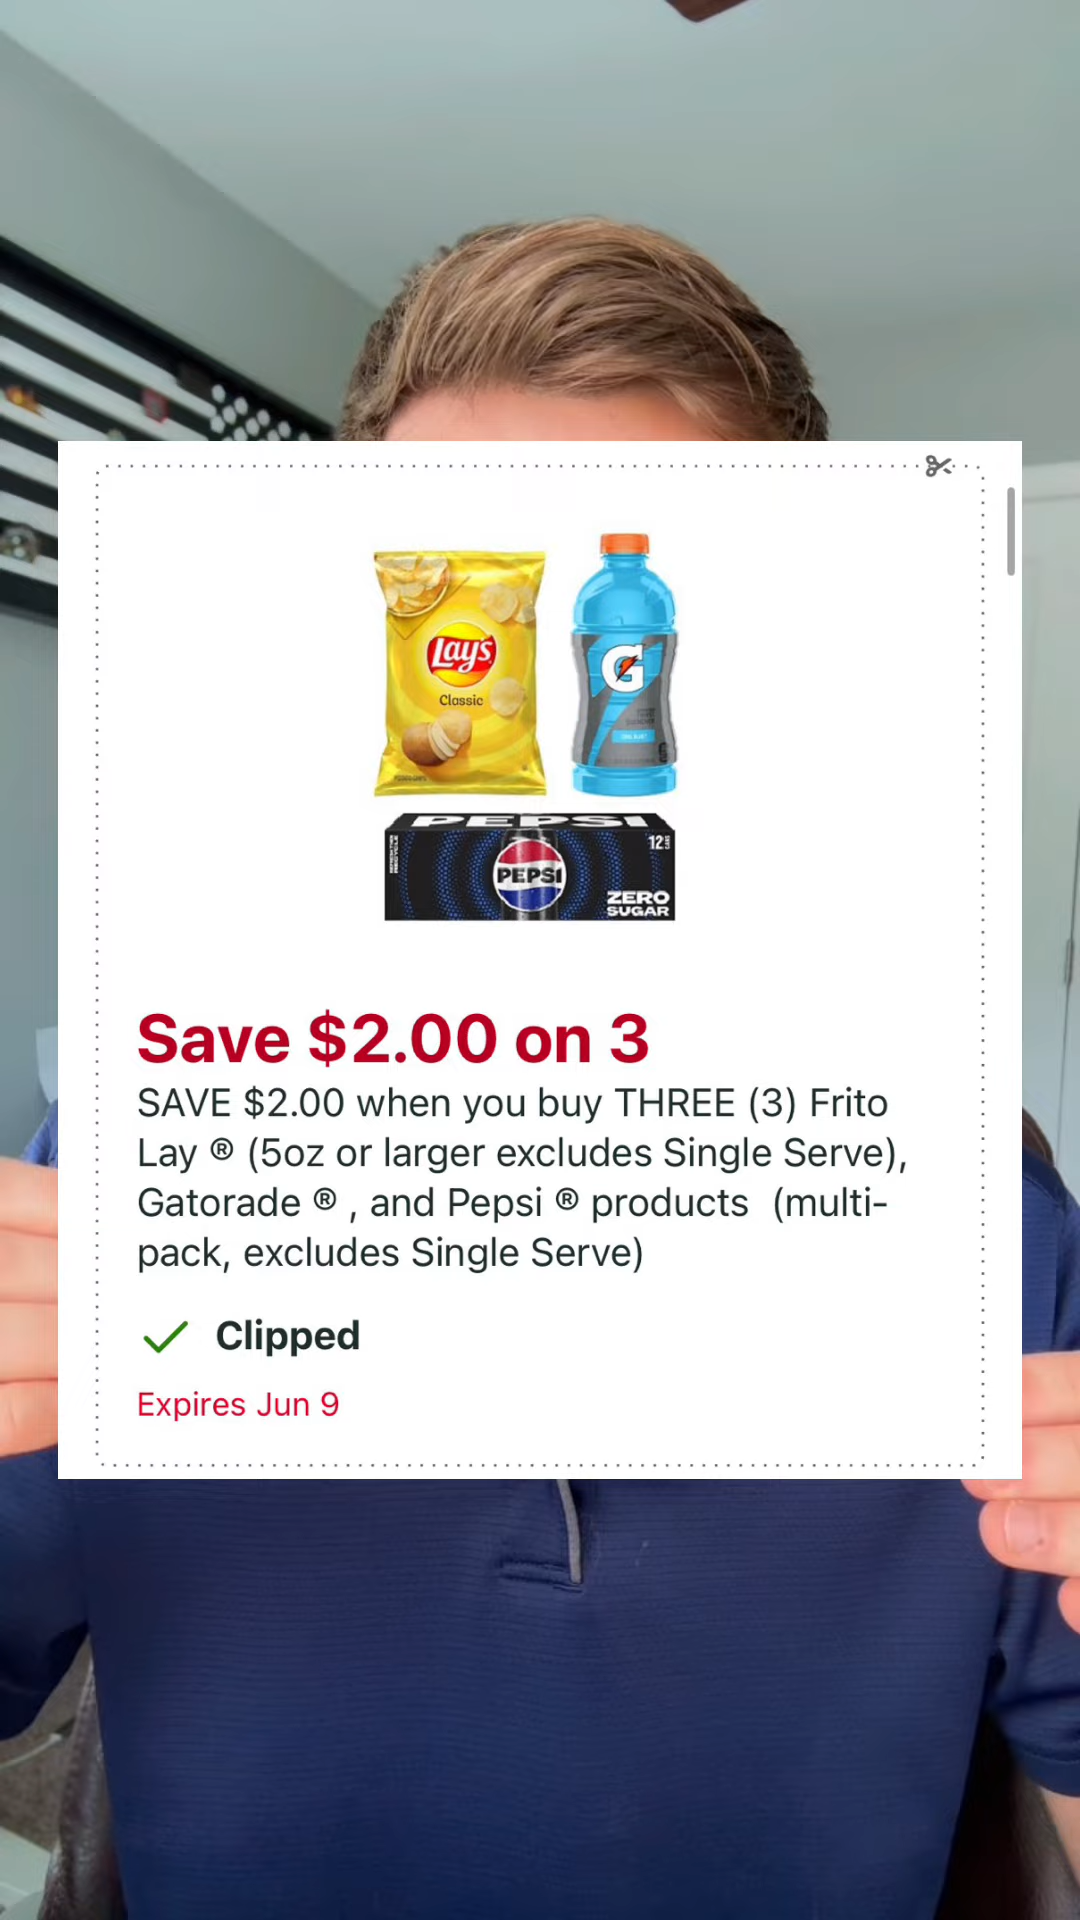 Lay's
Classic
G
PEPSI
12
PEPSI
ZERO
SUGAR
Save $2.00 on 3
SAVE $2.00 when you buy THREE (3) Frito
Lay ® (5oz or larger excludes Single Serve),
Gatorade ® , and Pepsi ® products (multi-
pack, excludes Single Serve)
Clipped
Expires Jun 9